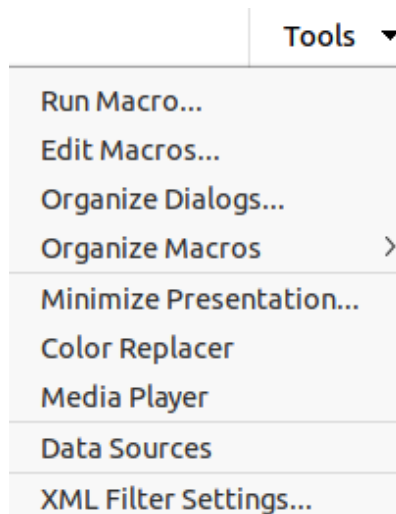 Tools
Run Macro...
Edit Macros...
Organize Dialogs...
Organize Macros
Minimize Presentation...
Color Replacer
Media Player
Data Sources
XML Filter Settings...